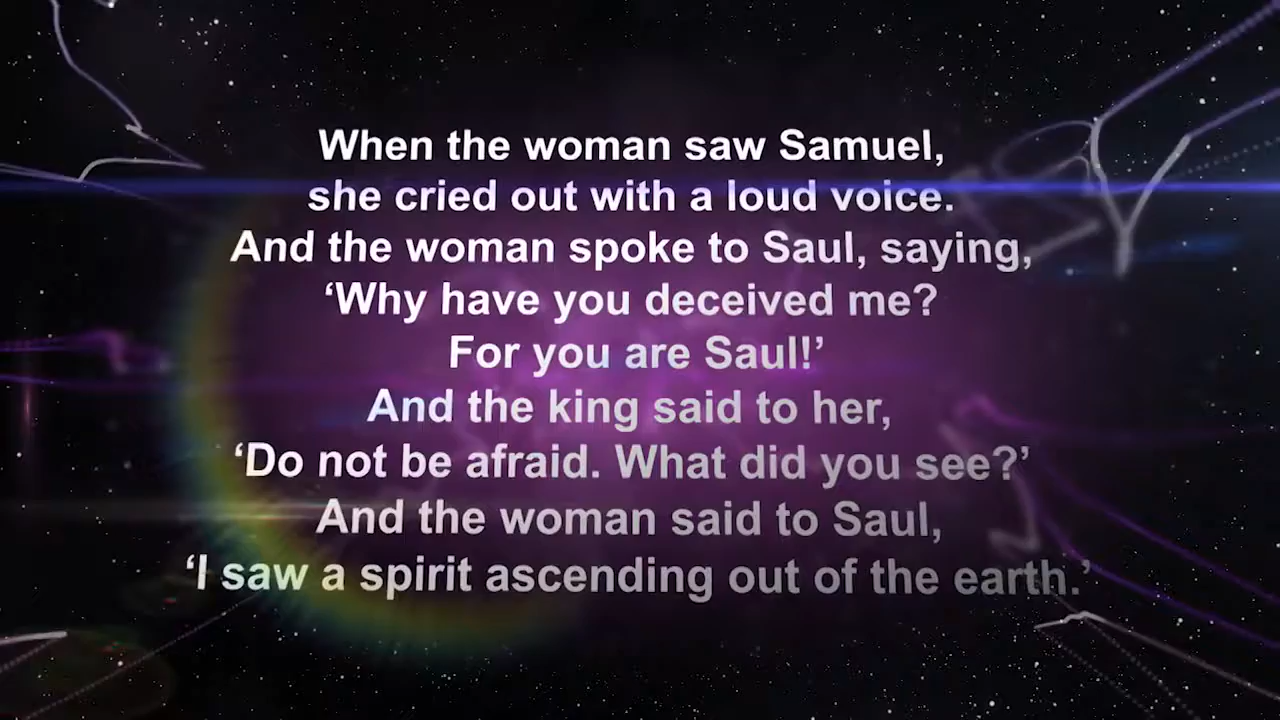 When the woman saw Samuel,
she cried out with a loud voice.
And the woman spoke to Saul, saying,
‘Why have you deceived me?
For you are Saul!’
And the king said to her,
‘Do not be afraid. What did you see?’
And the woman said to Saul,
‘I saw a spirit ascending out of the earth.’